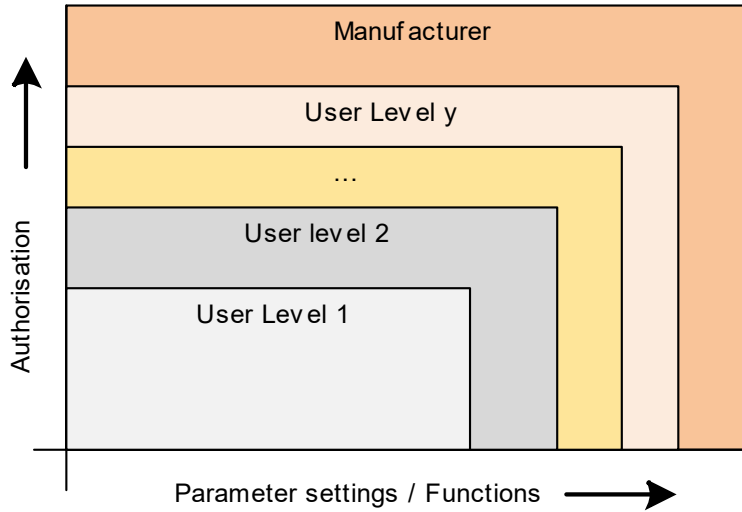 Manufacturer
User Level y
...
User level 2
User Level 1
Authorisation
Parameter settings / Functions